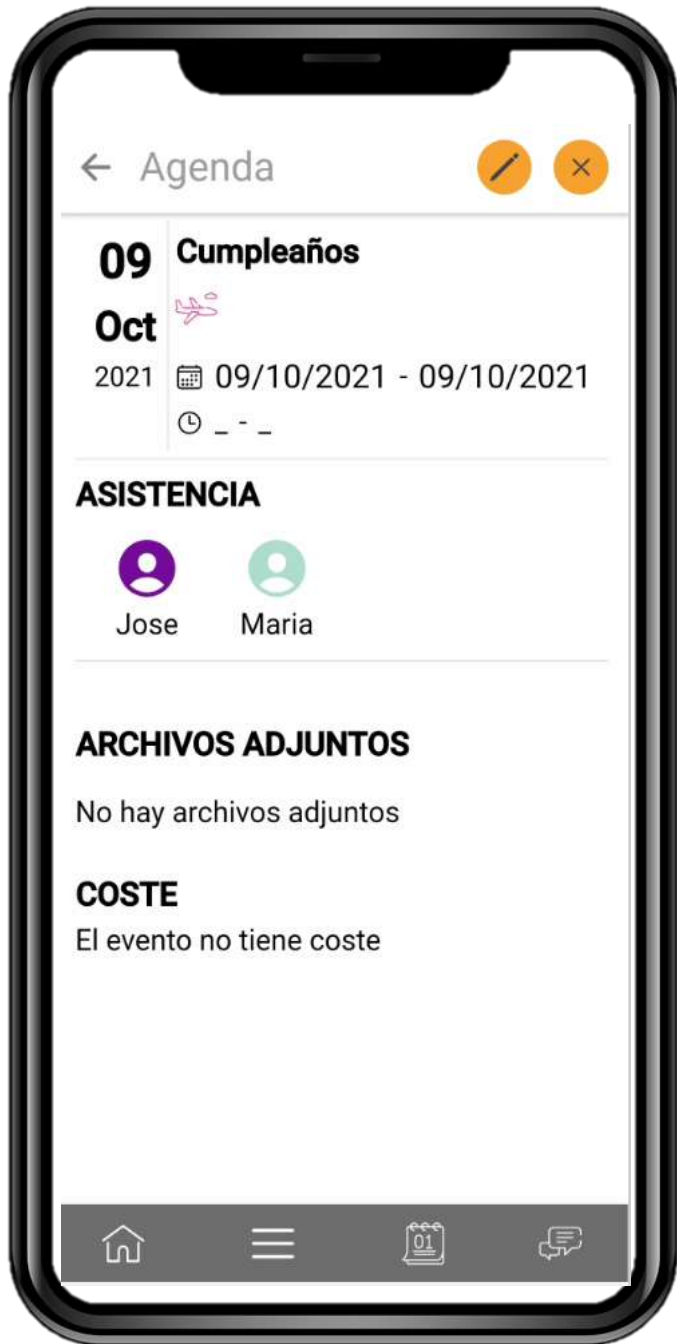 Agenda
09
Oct
2021
Cumpleaños
09/10/2021 - 09/10/2021
_ - _
ASISTENCIA
Jose Maria
ARCHIVOS ADJUNTOS
No hay archivos adjuntos
COSTE
El evento no tiene coste
01